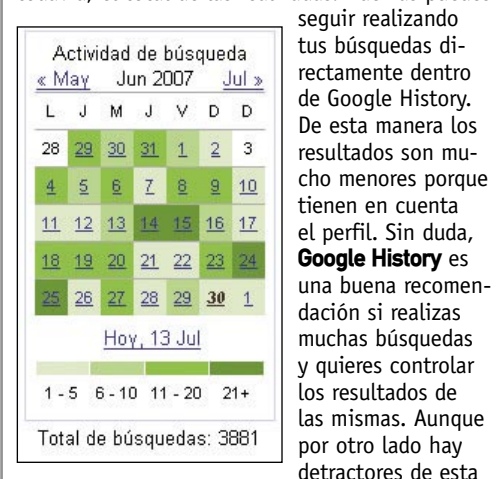 seguir realizando
tus búsquedas di-
rectamente dentro
de Google History.
De esta manera los
resultados son mu-
cho menores porque
tienen en cuenta
el perfil. Sin duda,
Google History es
una buena recomen-
dación si realizas
muchas búsquedas
y quieres controlar
los resultados de
las mismas. Aunque
por otro lado hay
detractores de esta
Actividad de búsqueda
« May Jun 2007 Jul »
L J M J V D D
28 29 30 31 1 2 3
4 5 6 7 8 9 10
11 12 13 14 15 16 17
18 19 20 21 22 23 24
25 26 27 28 29 30 1
Hoy, 13 Jul
1 - 5 6 - 10 11 - 20 21+
Total de búsquedas: 3881